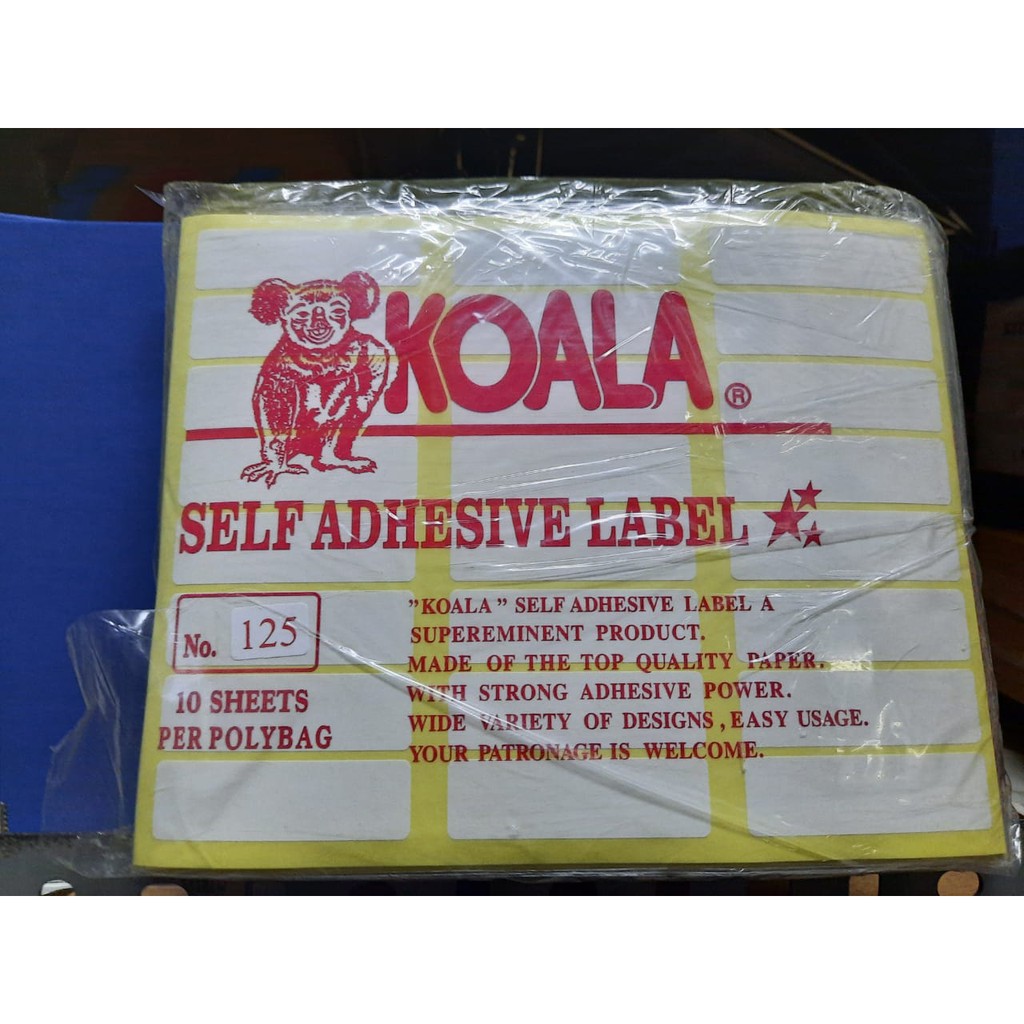 KOALA ®
SELF ADHESIVE LABEL
No. 125
10 SHEETS
PER POLYBAG
"KOALA" SELF ADHESIVE LABEL A
SUPEREMINENT PRODUCT.
MADE OF THE TOP QUALITY PAPER.
WITH STRONG ADHESIVE POWER.
WIDE VARIETY OF DESIGNS, EASY USAGE.
YOUR PATRONAGE IS WELCOME.